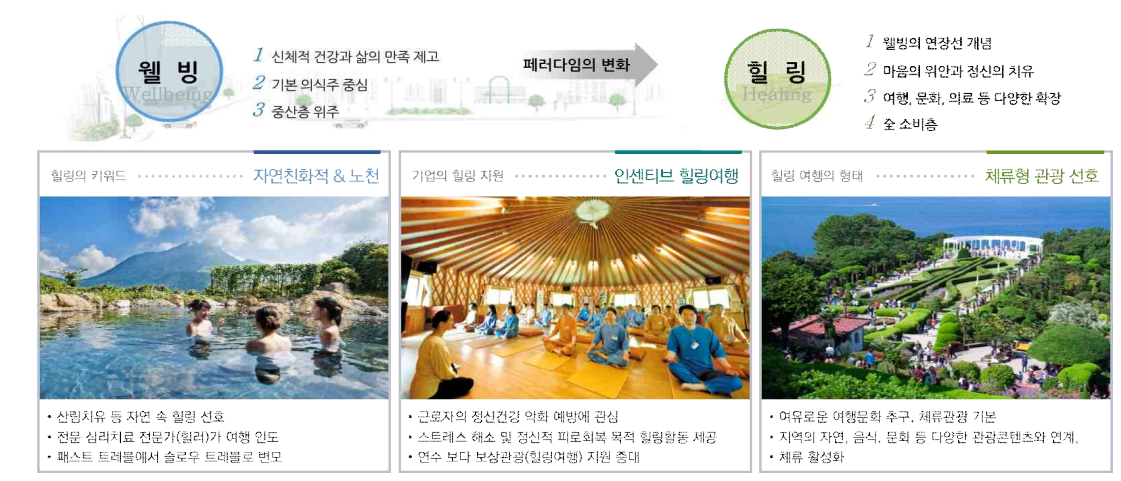 웰 빙
Wellbeing
1 신체적 건강과 삶의 만족 제고
2 기본 의식주 중심
3 중산층 위주
페러다임의 변화
힐 링
Healing
1 웰빙의 연장선 개념
2 마음의 위안과 정신의 치유
3 여행, 문화, 의료 등 다양한 확장
4 全 소비층
힐링의 키워드 ················ 자연친화적 & 노천
• 산림치유 등 자연 속 힐링 선호
• 전문 심리치료 전문가(힐러)가 여행 인도
• 패스트 트레블에서 슬로우 트레블로 변모
기업의 힐링 지원 ·············· 인센티브 힐링여행
• 근로자의 정신건강 악화 예방에 관심
• 스트레스 해소 및 정신적 피로회복 목적 힐링활동 제공
• 연수 보다 보상관광(힐링여행) 지원 증대
힐링 여행의 형태 ··············· 체류형 관광 선호
• 여유로운 여행문화 추구, 체류관광 기본
• 지역의 자연, 음식, 문화 등 다양한 관광콘텐츠와 연계,
• 체류 활성화